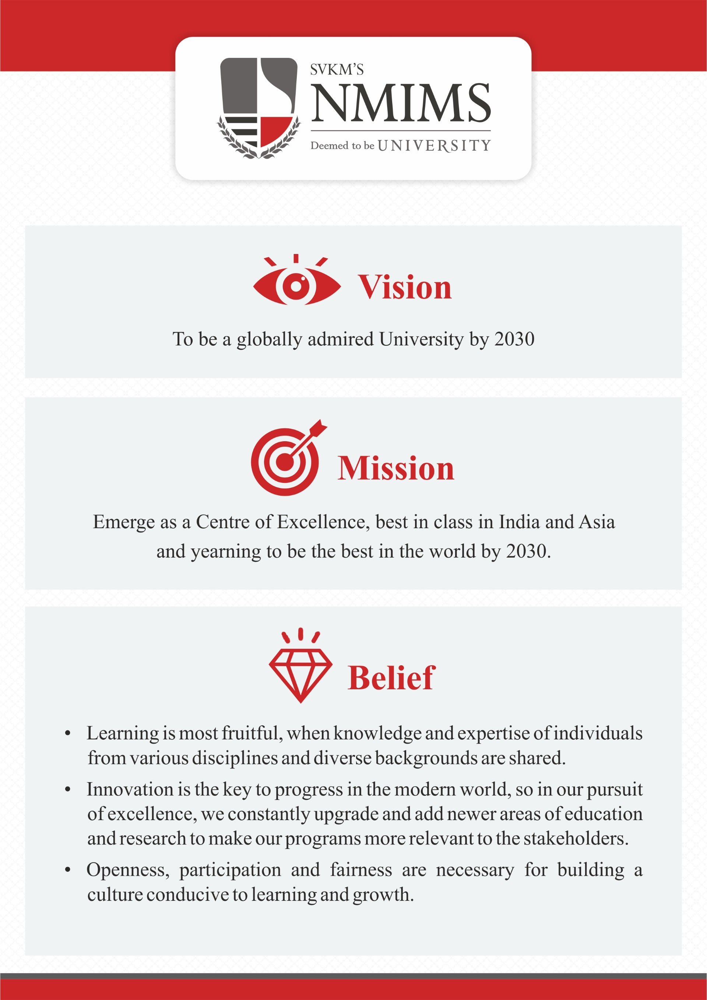 SVKM'S
NMIMS
Deemed to be UNIVERSITY
Vision
To be a globally admired University by 2030
Mission
Emerge as a Centre of Excellence, best in class in India and Asia
and yearning to be the best in the world by 2030.
Belief
• Learning is most fruitful, when knowledge and expertise of individuals
from various disciplines and diverse backgrounds are shared.
• Innovation is the key to progress in the modern world, so in our pursuit
of excellence, we constantly upgrade and add newer areas of education
and research to make our programs more relevant to the stakeholders.
• Openness, participation and fairness are necessary for building a
culture conducive to learning and growth.